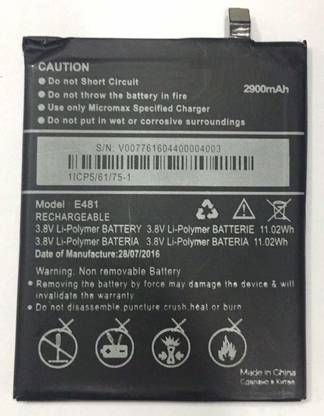 CAUTION
Do not Short Circuit
Do not throw the battery in fire
2900mAh
Use only Micromax Specified Charger
Do not put in wet or corrosive surroundings
S/N: V007761604400004003
1ICP5/61/75-1
Model E481
RECHARGEABLE
3.8V Li-Polymer BATTERY 3.8V Li-Polymer BATTERIE 11.02Wh
3.8V Li-Polymer BATERIA 3.8V Li-Polymer BATERIA 11.02Wh
Date of Manufacture:28/07/2016
Warning. Non removable Battery
Removing the battery by force may damage the device & will
invalidate the warranty
Do not disassemble,puncture,crush,heat or burn
Made in China
Сделано в Китае